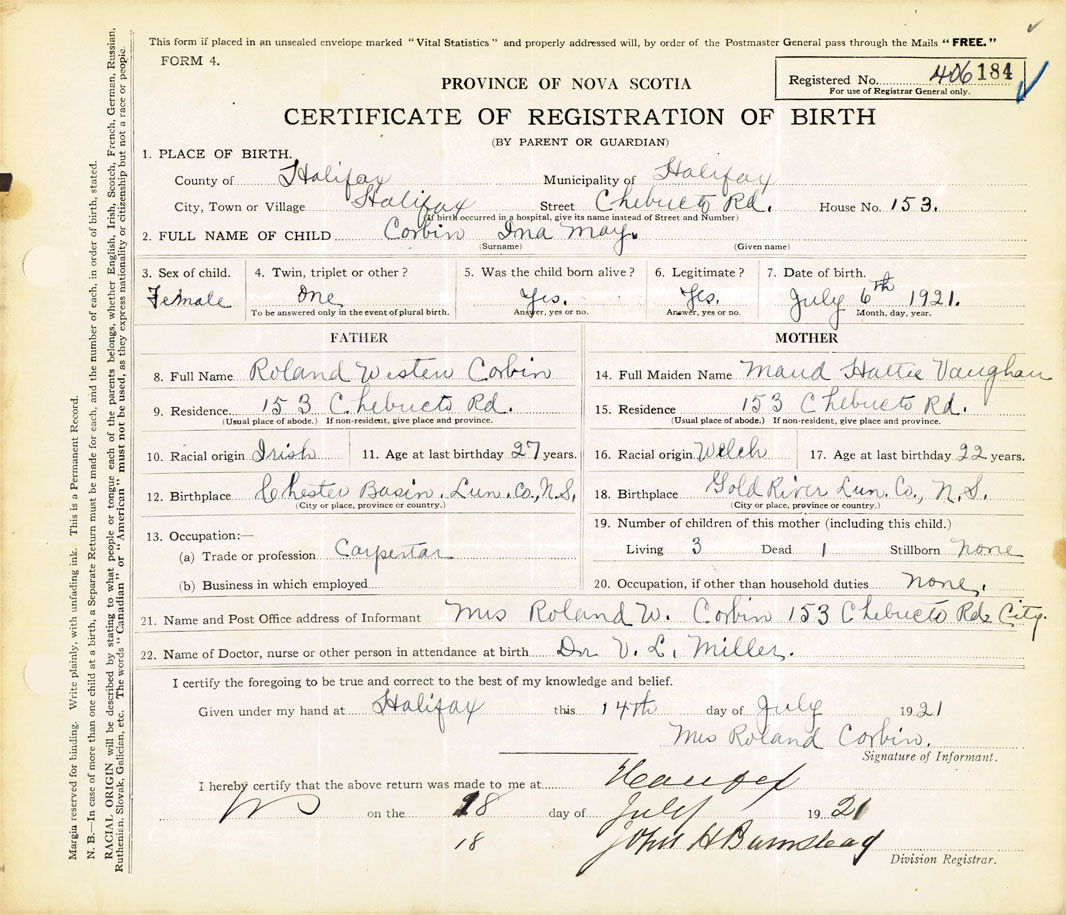 This form if placed in an unsealed envelope marked "Vital Statistics" and properly addressed will, by order of the Postmaster General pass through the Mails "FREE."
FORM 4.
Registered No. 406184
For use of Registrar General only.
PROVINCE OF NOVA SCOTIA
CERTIFICATE OF REGISTRATION OF BIRTH
(BY PARENT OR GUARDIAN)
1. PLACE OF BIRTH.
County of Halifax Municipality of Halifax
City, Town or Village Halifax Street Chebucto Rd. House No. 153.
(If birth occurred in a hospital, give its name instead of Street and Number)
2. FULL NAME OF CHILD Corbin Ina May.
(Surname) (Given name)
3. Sex of child. 4. Twin, triplet or other? 5. Was the child born alive? 6. Legitimate? 7. Date of birth.
Female One Yes. Yes. July 6th 1921.
To be answered only in the event of plural birth. Answer, yes or no. Answer, yes or no. Month, day, year.
FATHER MOTHER
8. Full Name Roland Westen Corbin 14. Full Maiden Name Maud Hattie Vaughan
9. Residence 153 Chebucto Rd. 15. Residence 153 Chebucto Rd.
(Usual place of abode.) If non-resident, give place and province. (Usual place of abode.) If non-resident, give place and province.
10. Racial origin Irish 11. Age at last birthday 27 years. 16. Racial origin Welch 17. Age at last birthday 22 years.
12. Birthplace Chester Basin. Lun. Co., N.S. 18. Birthplace Gold River Lun. Co., N.S.
(City or place, province or country.) (City or place, province or country.)
13. Occupation:— 19. Number of children of this mother (including this child.)
(a) Trade or profession Carpestar Living 3 Dead 1 Stillborn none
(b) Business in which employed 20. Occupation, if other than household duties none.
21. Name and Post Office address of Informant Mrs Roland W. Corbin 153 Chebucto Rd. City.
22. Name of Doctor, nurse or other person in attendance at birth Dr V. L. Miller.
I certify the foregoing to be true and correct to the best of my knowledge and belief.
Given under my hand at Halifax this 14th day of July 1921
Mrs Roland Corbin.
Signature of Informant.
I hereby certify that the above return was made to me at Halifax
on the 18 day of July 1921
18 John H Barnstead
Division Registrar.
Margin reserved for binding. Write plainly, with unfading ink. This is a Permanent Record.
N. B.—In case of more than one child at a birth, a Separate Return must be made for each, and the number of each, in order of birth, stated.
RACIAL ORIGIN will be described by stating to what people or tongue each of the parents belongs, whether English, Irish, Scotch, French, German, Russian,
Ruthenian, Slovak, Galician, etc. The words "Canadian" or "American" must not be used, as they express nationality or citizenship but not a race or people.